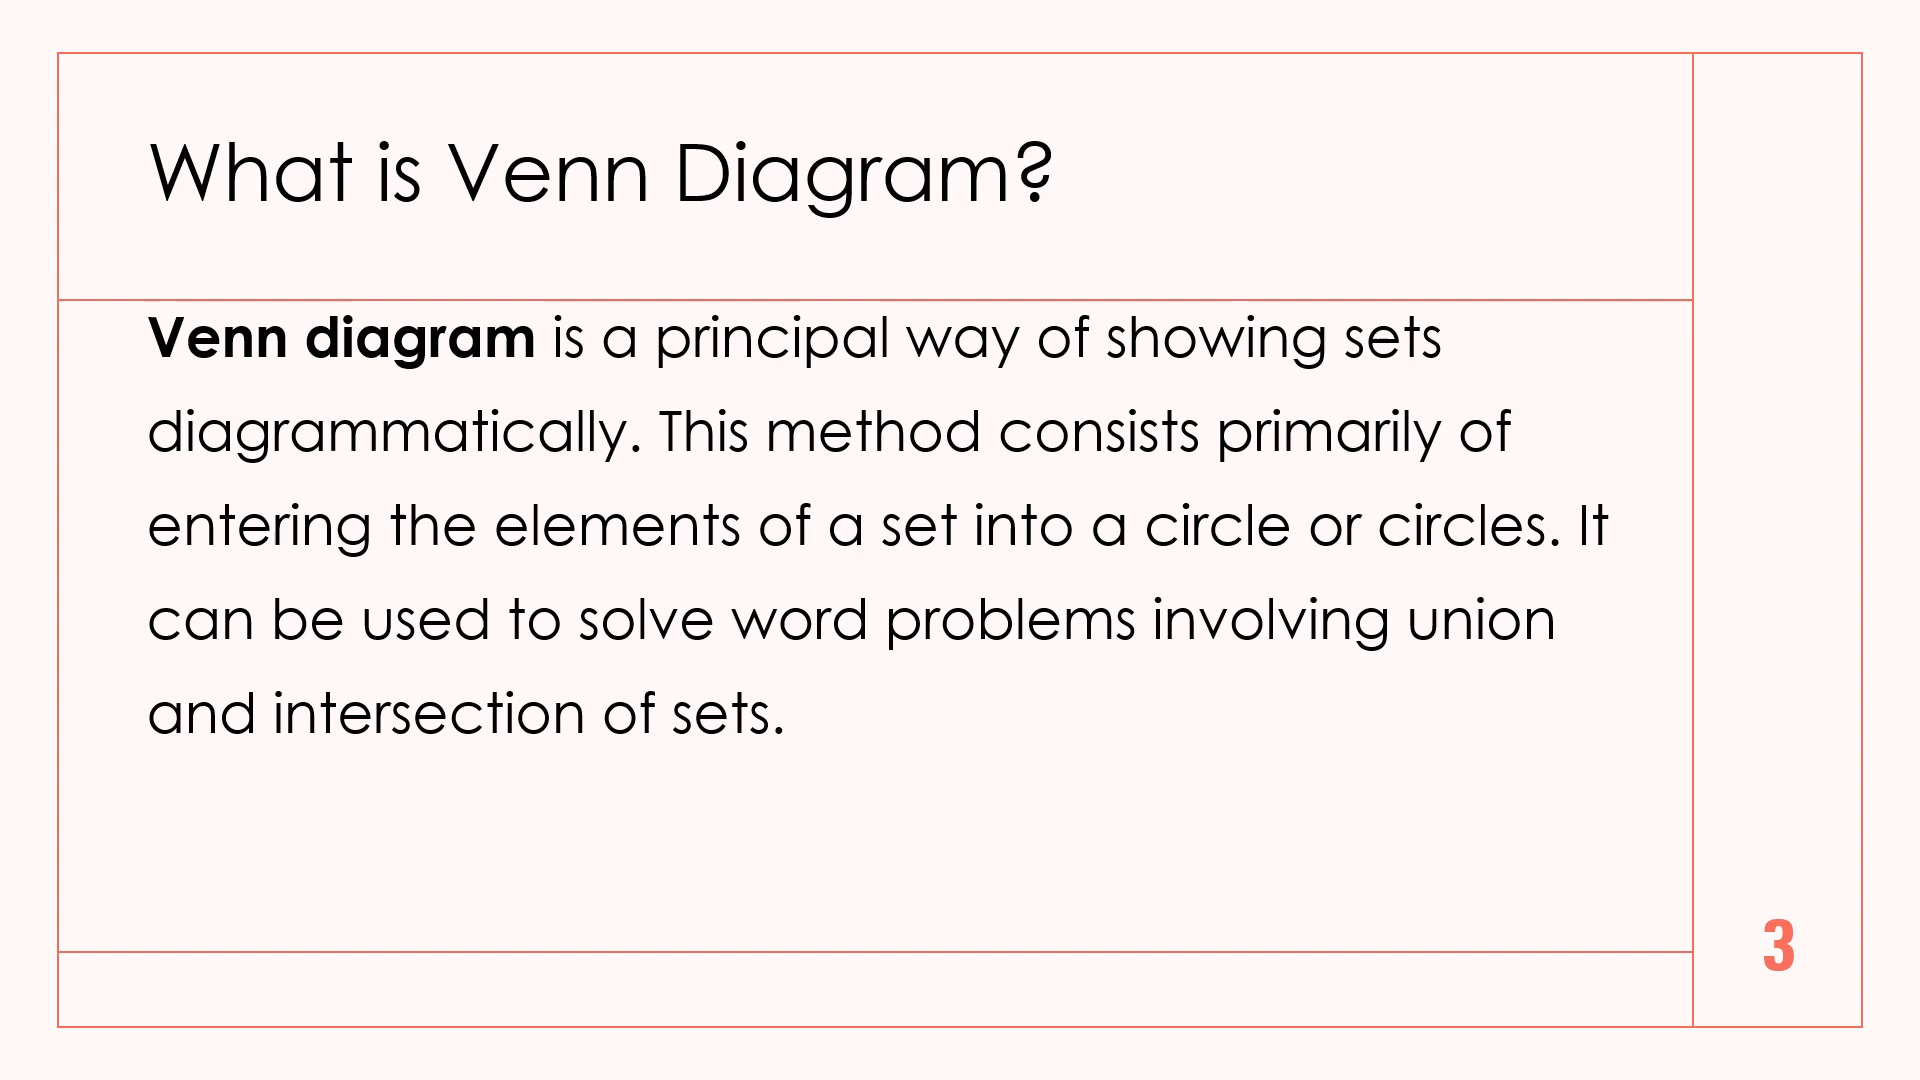 What is Venn Diagram?
Venn diagram is a principal way of showing sets
diagrammatically. This method consists primarily of
entering the elements of a set into a circle or circles. It
can be used to solve word problems involving union
and intersection of sets.
3